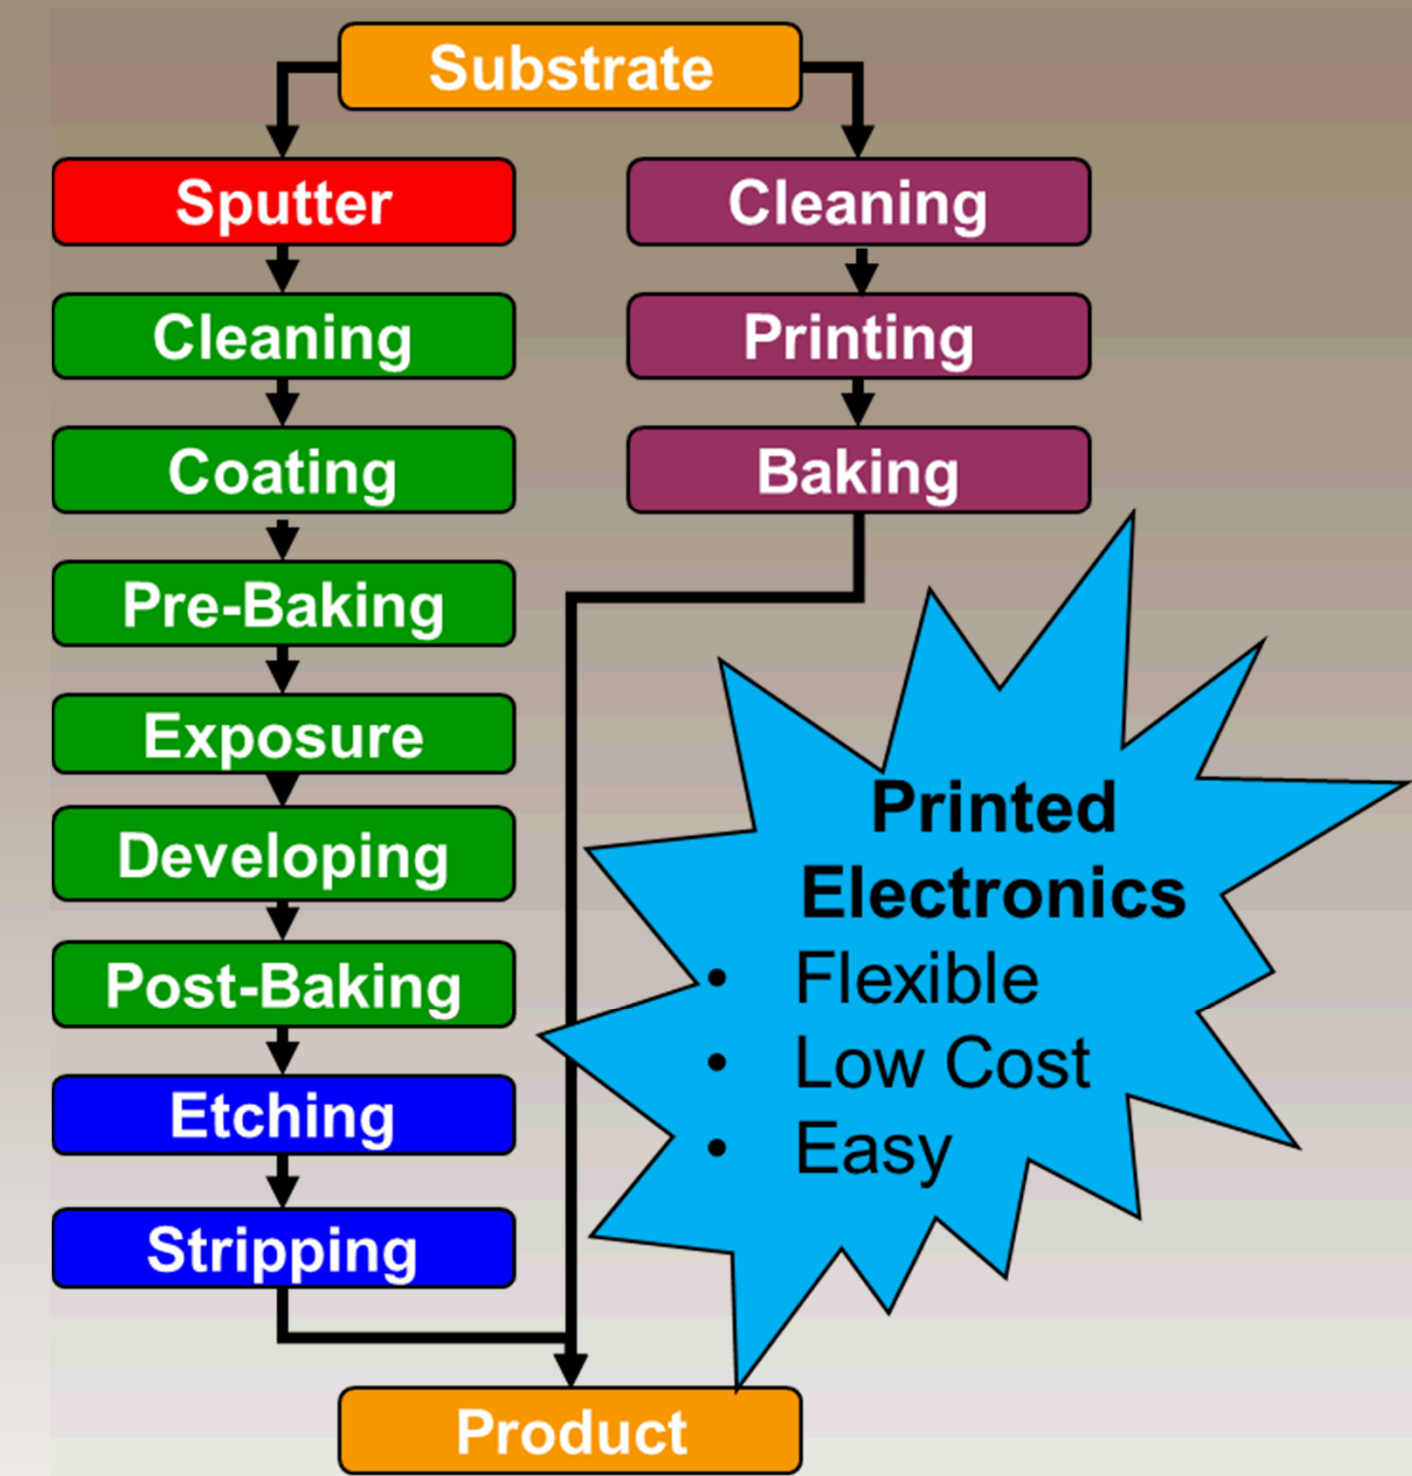 Substrate
Sputter
Cleaning
Coating
Pre-Baking
Exposure
Developing
Post-Baking
Etching
Stripping
Cleaning
Printing
Baking
Printed
Electronics
• Flexible
• Low Cost
• Easy
Product